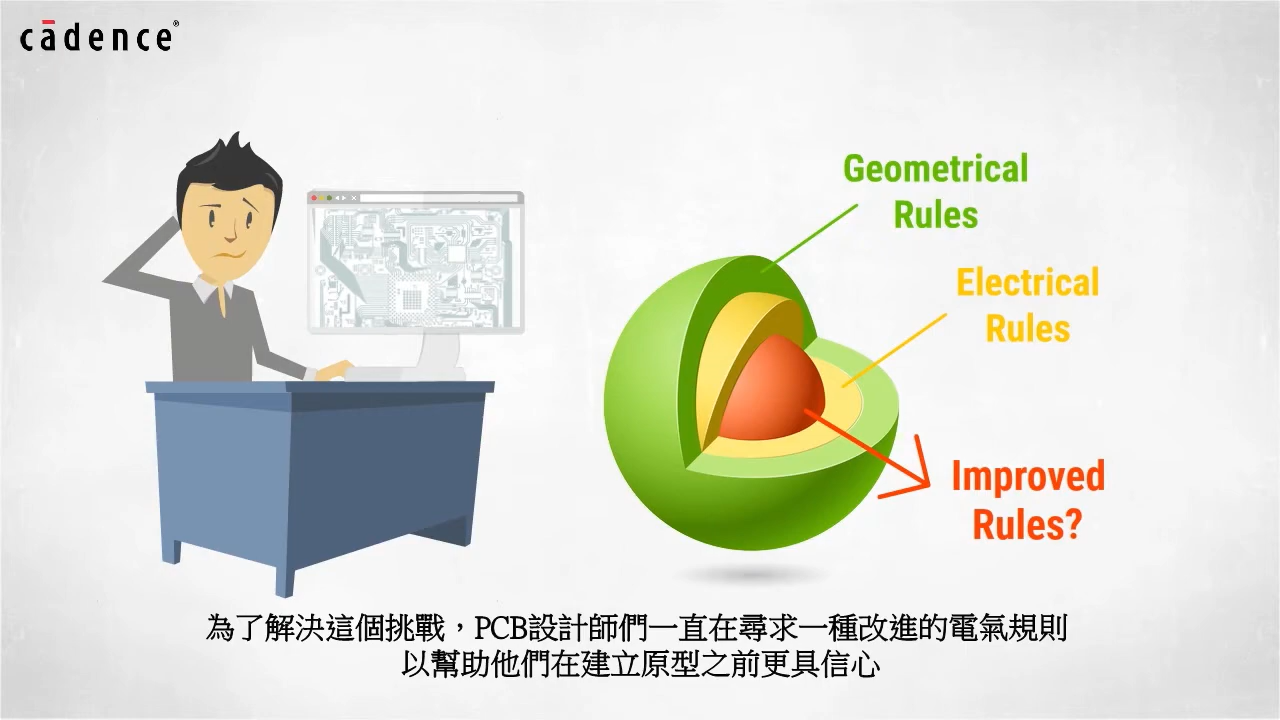 cādence®
Geometrical
Rules
Electrical
Rules
Improved
Rules?
為了解決這個挑戰，PCB設計師們一直在尋求一種改進的電氣規則
以幫助他們在建立原型之前更具信心